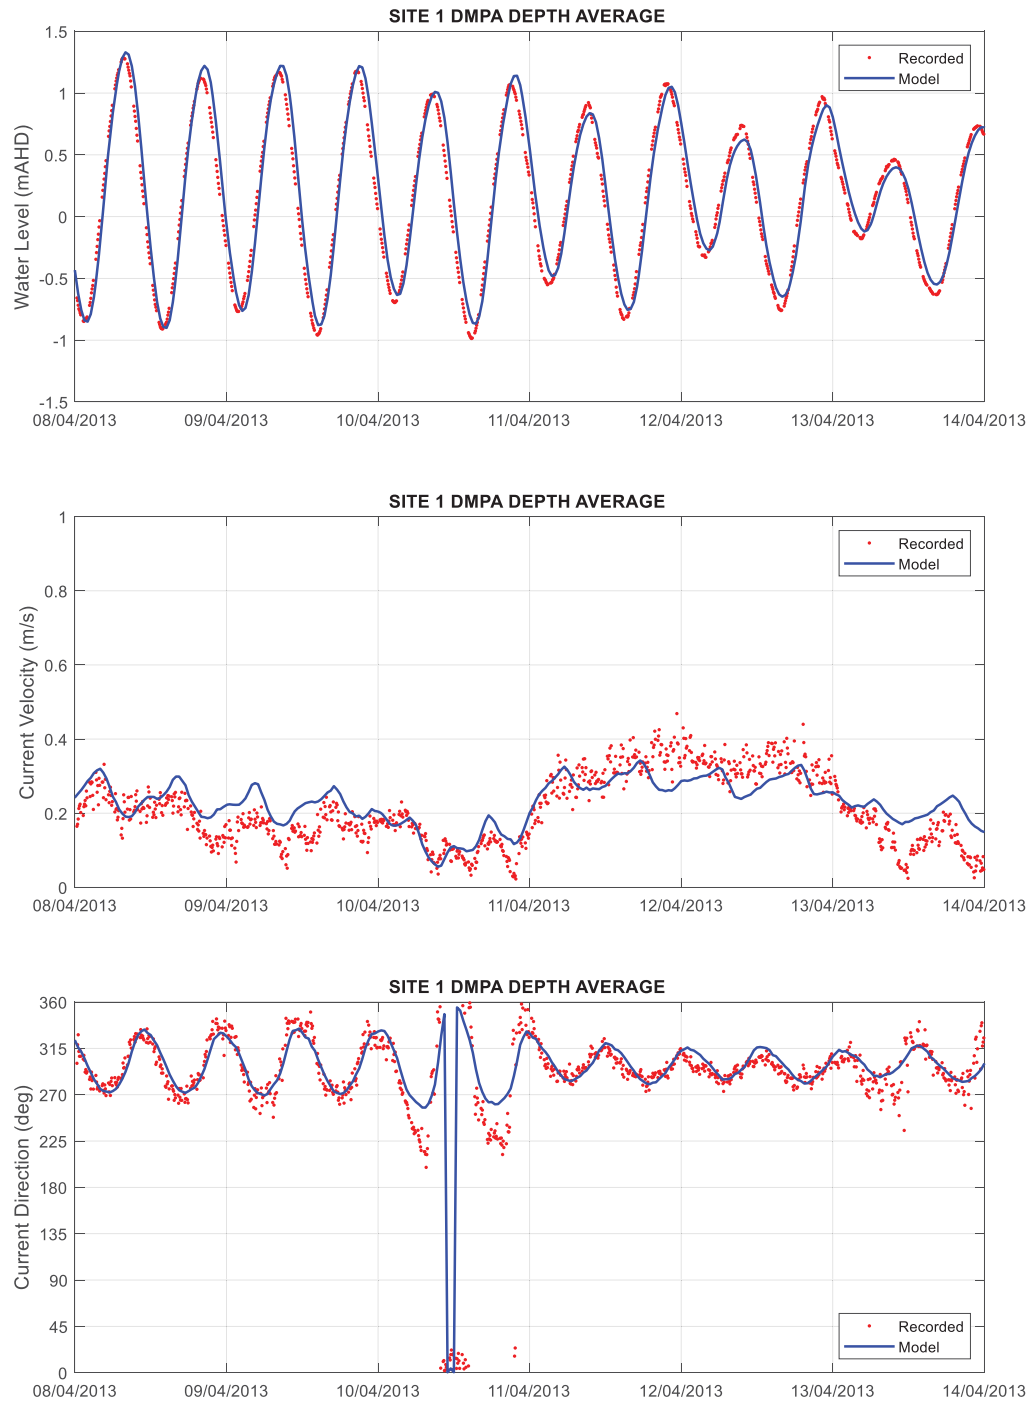 SITE 1 DMPA DEPTH AVERAGE
Water Level (mAHD)
1.5
1
0.5
0
-0.5
-1
-1.5
Recorded
Model
08/04/2013 09/04/2013 10/04/2013 11/04/2013 12/04/2013 13/04/2013 14/04/2013
SITE 1 DMPA DEPTH AVERAGE
Current Velocity (m/s)
1
0.8
0.6
0.4
0.2
0
Recorded
Model
08/04/2013 09/04/2013 10/04/2013 11/04/2013 12/04/2013 13/04/2013 14/04/2013
SITE 1 DMPA DEPTH AVERAGE
Current Direction (deg)
360
315
270
225
180
135
90
45
0
Recorded
Model
08/04/2013 09/04/2013 10/04/2013 11/04/2013 12/04/2013 13/04/2013 14/04/2013